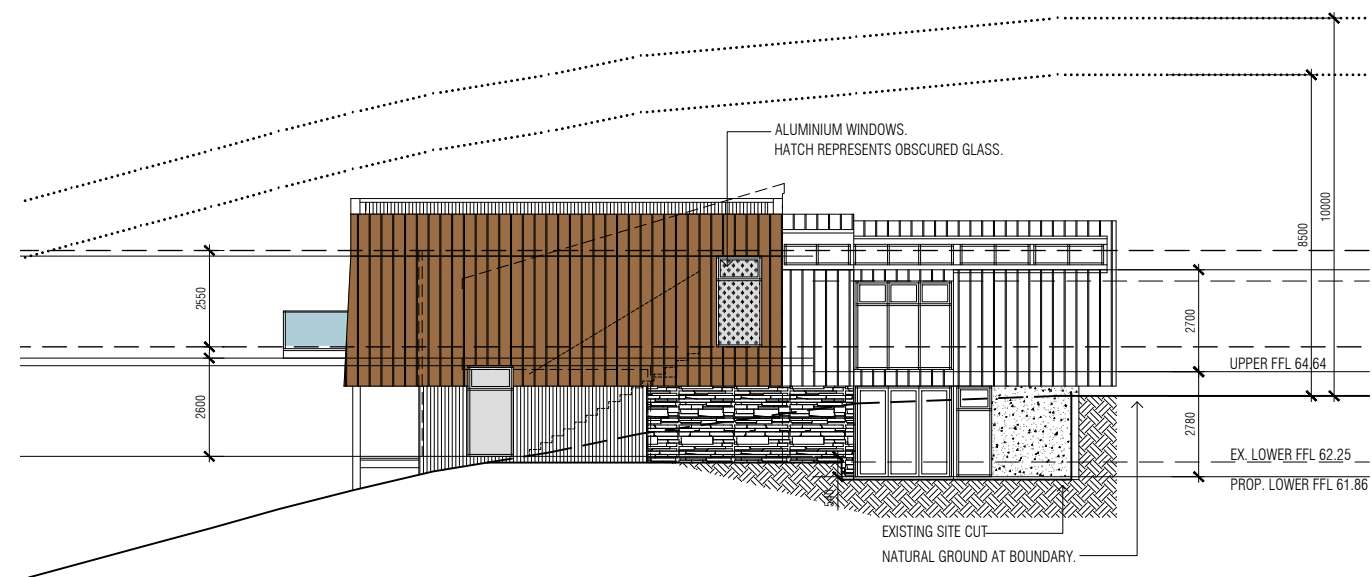 ALUMINIUM WINDOWS.
HATCH REPRESENTS OBSCURED GLASS.
10000
8500
2550
2700
UPPER FFL 64.64
2600
2780
EX. LOWER FFL 62.25
PROP. LOWER FFL 61.86
EXISTING SITE CUT
NATURAL GROUND AT BOUNDARY.